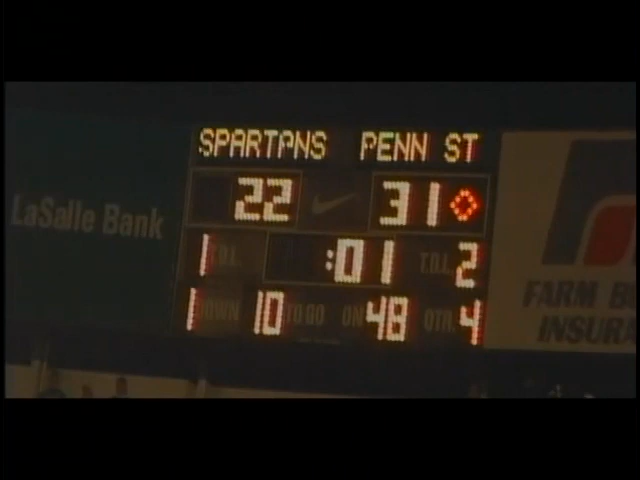 SPARTANS PENN ST
22 31
LaSalle Bank
1 T.O.L. :01 T.O.L. 2
1 DOWN 10 TO GO ON 48 QTR. 4
FARM
INSURA